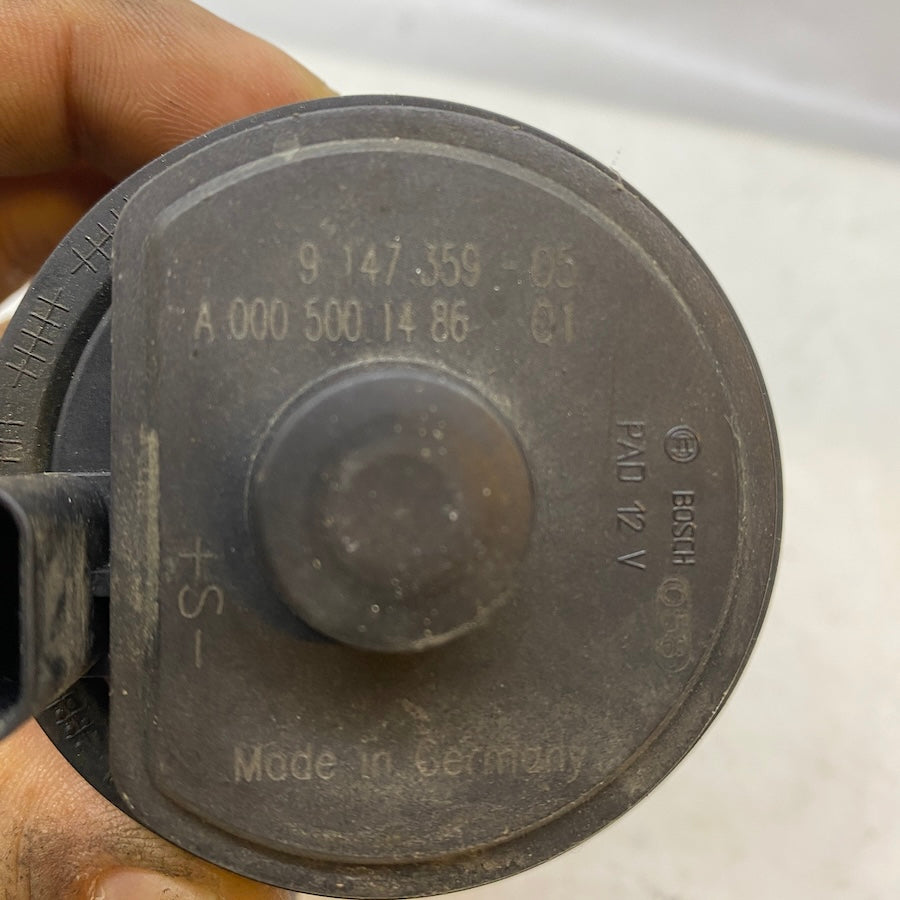 9 147 359 - 05
A 000 500 14 86 01
BOSCH
PAD 12 V
+ S -
Made in Germany